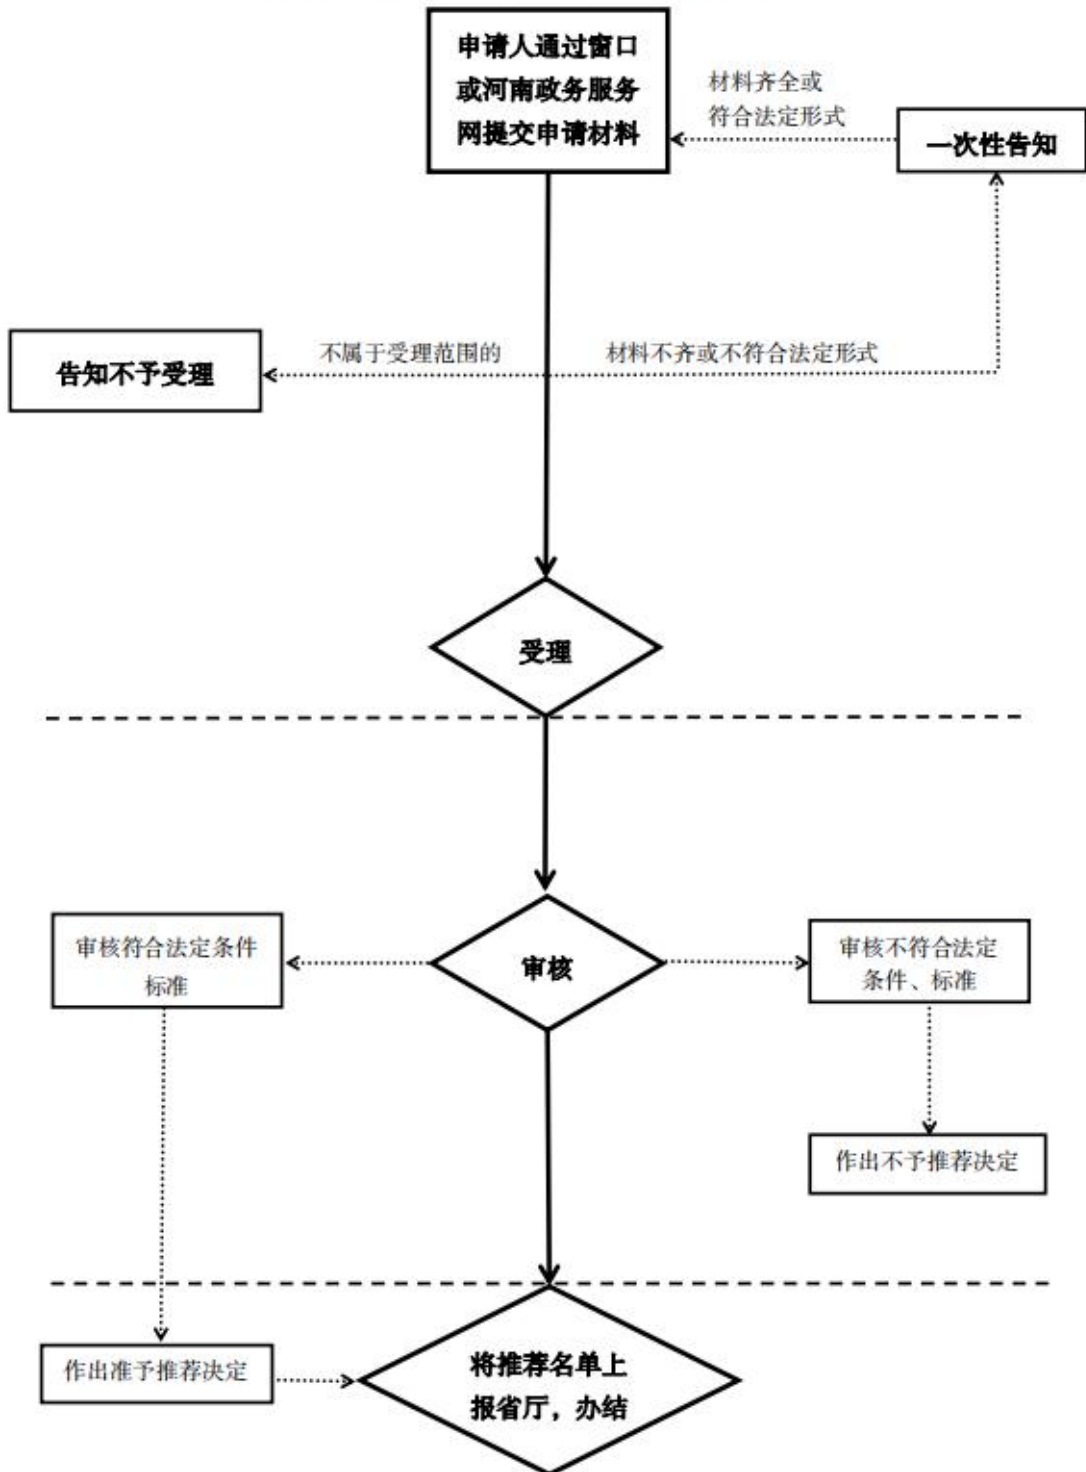 申请人通过窗口
或河南政务服务
网提交申请材料
材料齐全或
符合法定形式
一次性告知
告知不予受理
不属于受理范围的
材料不齐或不符合法定形式
受理
审核符合法定条件
标准
审核
审核不符合法定
条件、标准
作出不予推荐决定
作出准予推荐决定
将推荐名单上
报省厅，办结